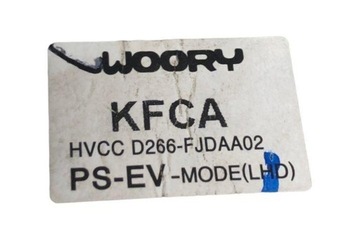 WOORY
KFCA
HVCC D266-FJDAA02
PS-EV-MODE(LHD)